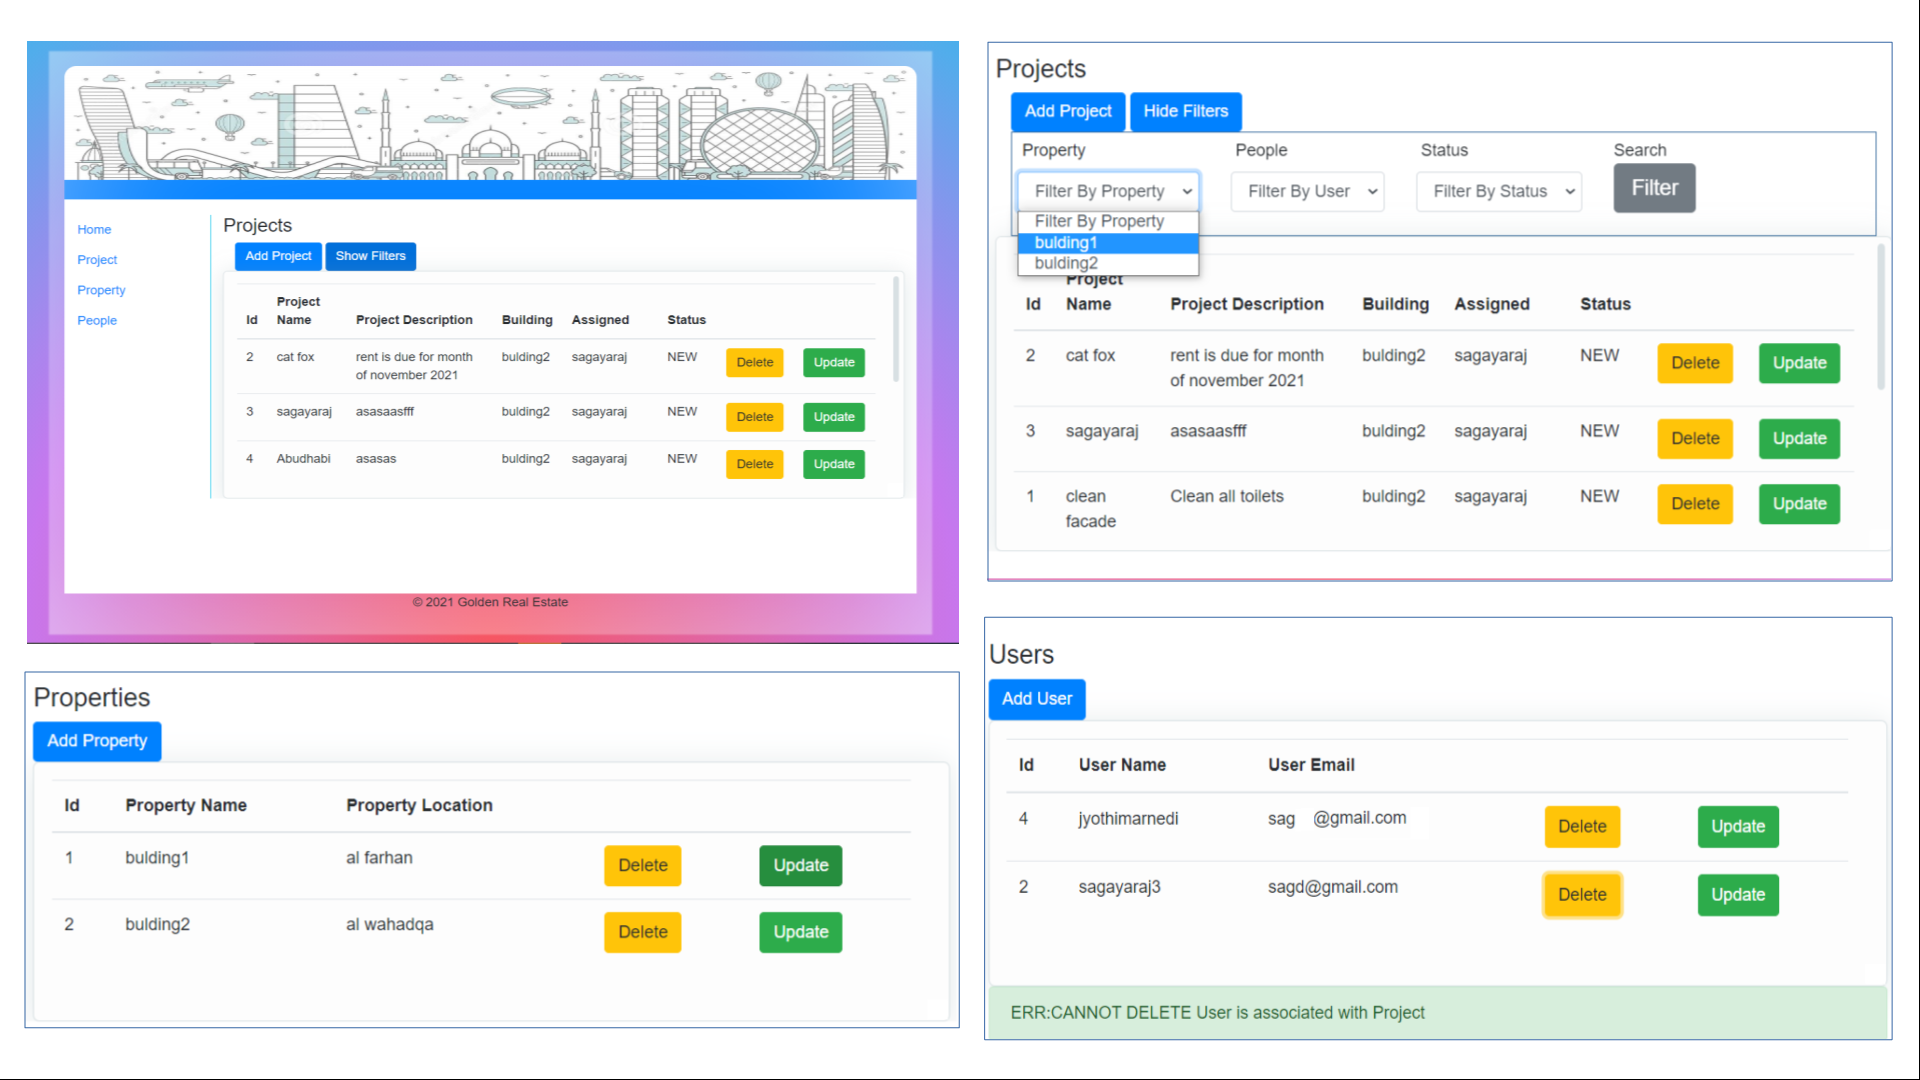 Home
Project
Property
People
Projects
Add Project Show Filters
Id Project Name Project Description Building Assigned Status
2 cat fox rent is due for month of november 2021 bulding2 sagayaraj NEW Delete Update
3 sagayaraj asasaasfff bulding2 sagayaraj NEW Delete Update
4 Abudhabi asasas bulding2 sagayaraj NEW Delete Update
© 2021 Golden Real Estate
Projects
Add Project Hide Filters
Property People Status Search
Filter By Property Filter By User Filter By Status Filter
Filter By Property
bulding1
bulding2
Id Project Name Project Description Building Assigned Status
2 cat fox rent is due for month of november 2021 bulding2 sagayaraj NEW Delete Update
3 sagayaraj asasaasfff bulding2 sagayaraj NEW Delete Update
1 clean facade Clean all toilets bulding2 sagayaraj NEW Delete Update
Properties
Add Property
Id Property Name Property Location
1 bulding1 al farhan Delete Update
2 bulding2 al wahadqa Delete Update
Users
Add User
Id User Name User Email
4 jyothimarnedi sag @gmail.com Delete Update
2 sagayaraj3 sagd@gmail.com Delete Update
ERR:CANNOT DELETE User is associated with Project